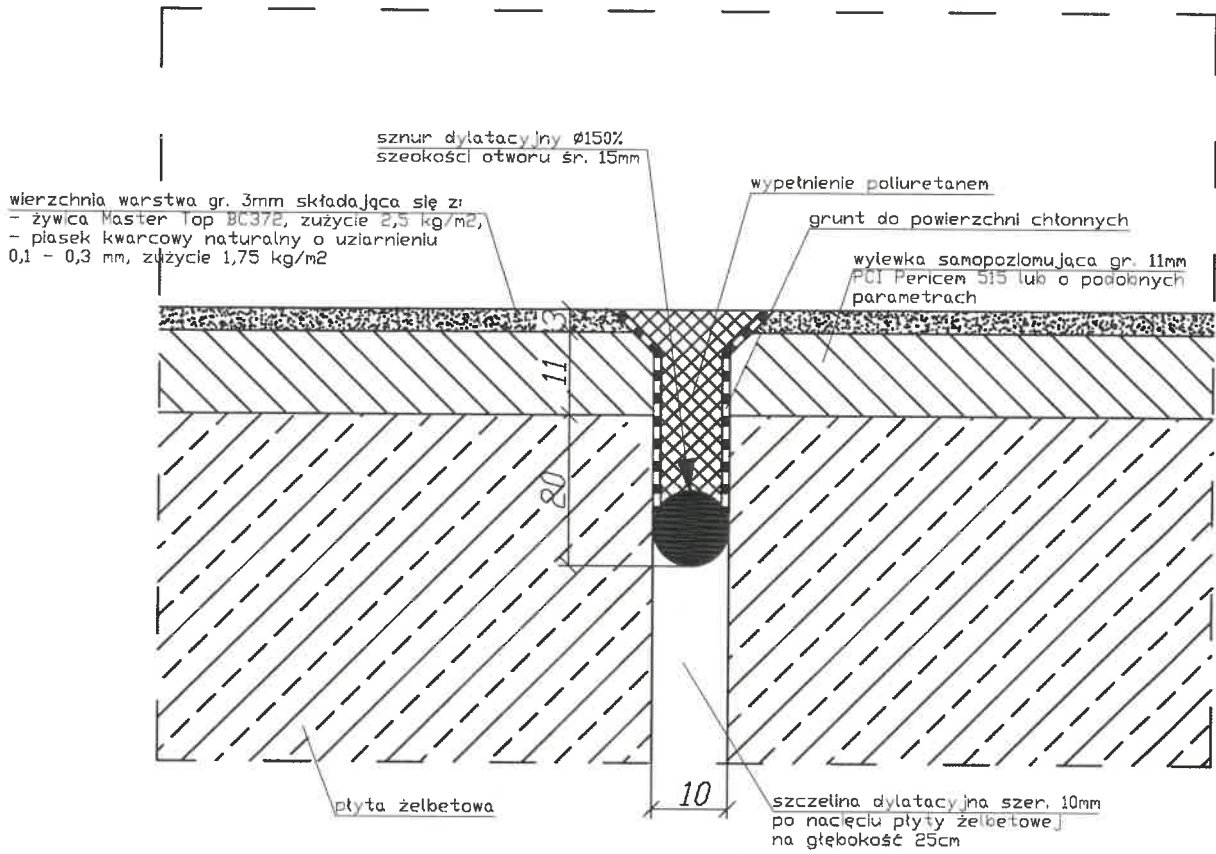 sznur dylatacyjny Ø150%
szeokości otworu śr. 15mm
wypełnienie poliuretanem
wierzchnia warstwa gr. 3mm składająca się z:
- żywica Master Top BC372, zużycie 2,5 kg/m2,
- piasek kwarcowy naturalny o uziarnieniu
0,1 - 0,3 mm, zużycie 1,75 kg/m2
grunt do powierzchni chłonnych
wylewka samopoziomująca gr. 11mm
PCI Pericem 515 lub o podobnych
parametrach
3
11
20
10
płyta żelbetowa
szczelina dylatacyjna szer. 10mm
po nacięciu płyty żelbetowej
na głębokość 25cm